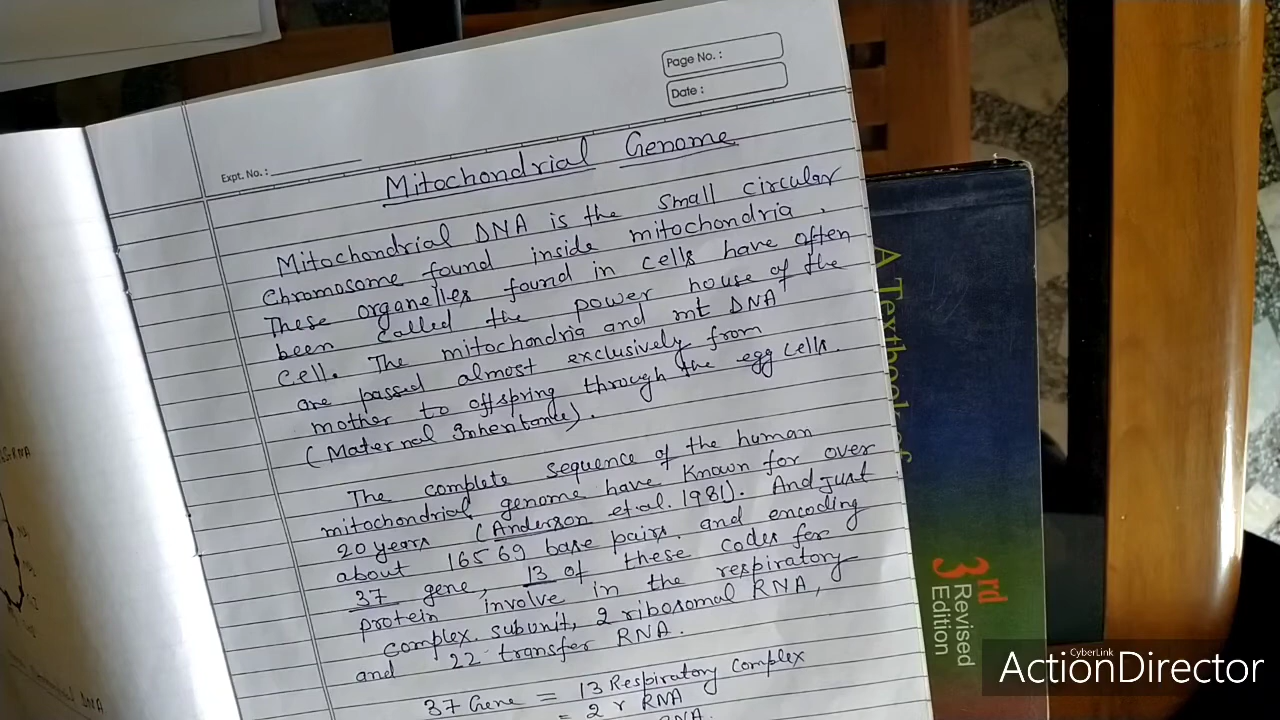 Page No. :
Date :
Expt. No. :
Mitochondrial Genome
Mitochondrial DNA is the small circular
Chromosome found inside mitochondria.
These organelles found in cells have often
been called the power house of the
cell. The mitochondria and mt DNA
are passed almost exclusively from
mother to offspring through the egg cells.
(Maternal Inheritance).
The complete sequence of the human
mitochondrial genome have known for over
20 years (Anderson et al. 1981). And Just
about 16569 base pairs. and encoding
37 gene, 13 of these codes for
protein involve in the respiratory
complex. subunit, 2 ribosomal RNA,
and 22 transfer RNA.
37 Gene = 13 Respiratory Complex
= 2 r RNA
RNA.
A Textbook of
3rd
Revised
Edition
CyberLink
ActionDirector